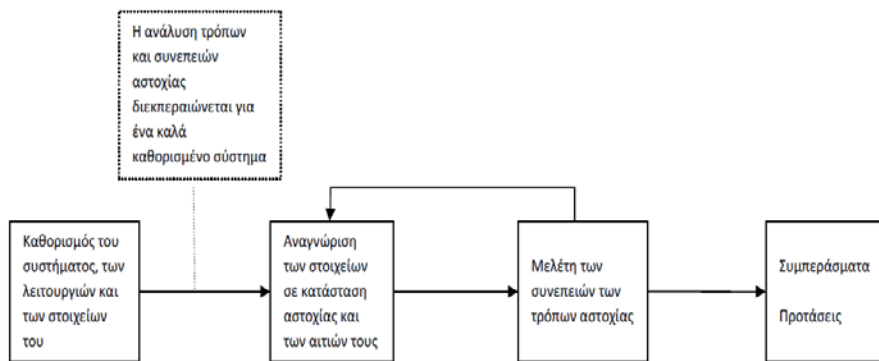 Η ανάλυση τρόπων
και συνεπειών
αστοχίας
διεκπεραιώνεται για
ένα καλά
καθορισμένο σύστημα
Καθορισμός του
συστήματος, των
λειτουργιών και
των στοιχείων
του
Αναγνώριση
των στοιχείων
σε κατάσταση
αστοχίας και
των αιτιών τους
Μελέτη των
συνεπειών των
τρόπων αστοχίας
Συμπεράσματα
Προτάσεις